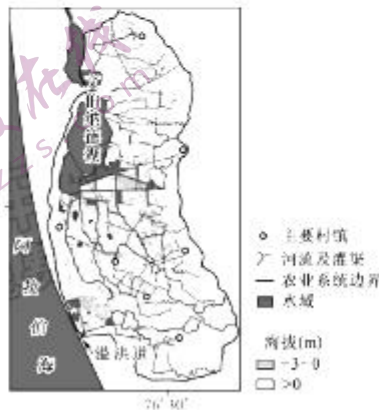 阿拉伯海
溢洪道
76°30′
主要村镇
河流及灌渠
农业系统边界
水域
海拔(m)
-3-0
>0